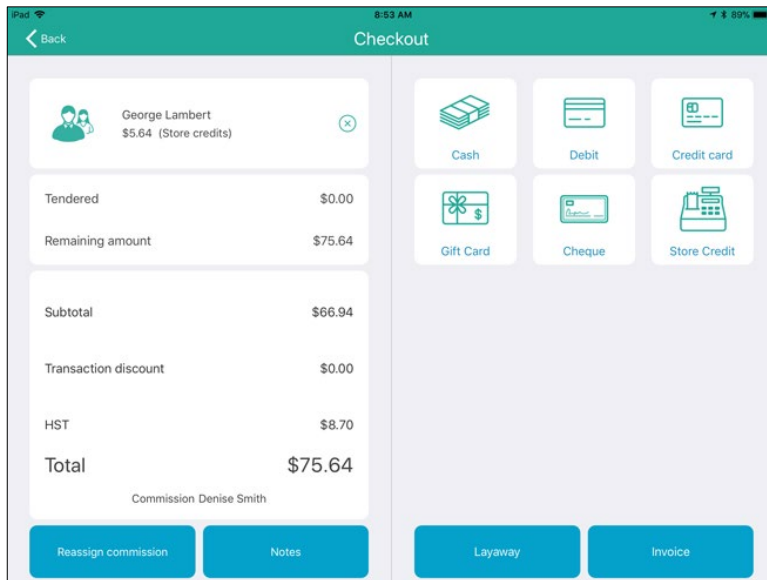 iPad
8:53 AM
89%
Back
Checkout
George Lambert
$5.64 (Store credits)
Tendered $0.00
Remaining amount $75.64
Subtotal $66.94
Transaction discount $0.00
HST $8.70
Total $75.64
Commission Denise Smith
Reassign commission
Notes
Cash
Debit
Credit card
$
Gift Card
Cheque
Store Credit
Layaway
Invoice